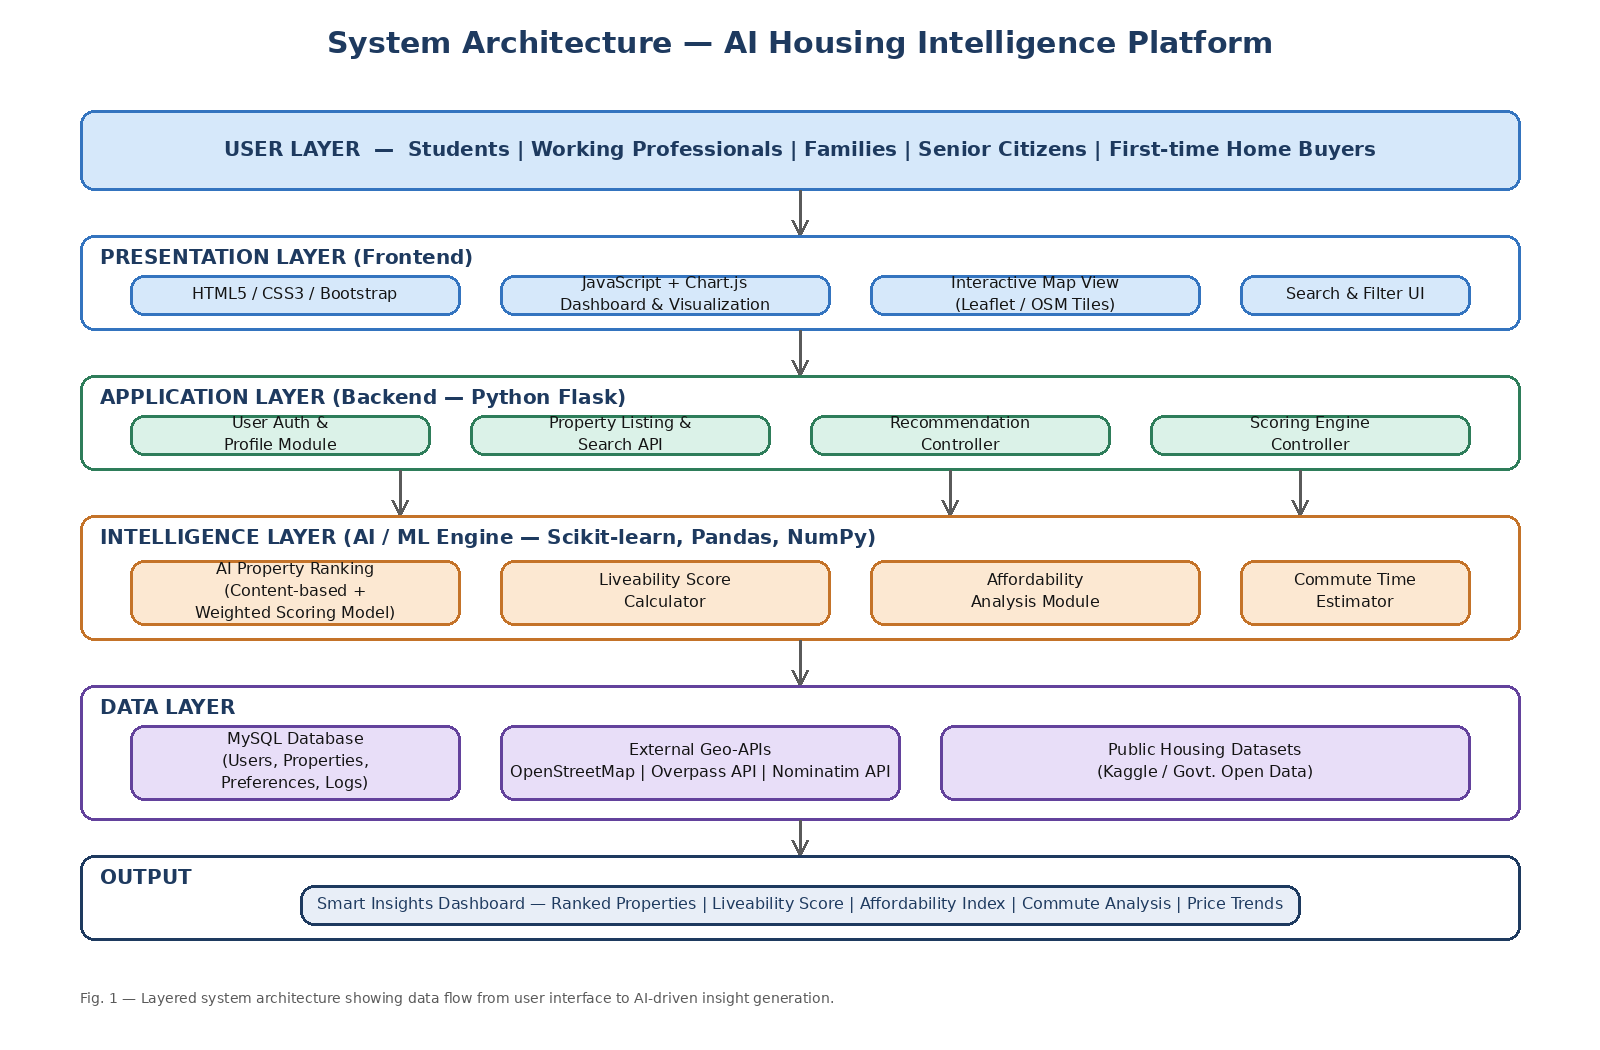 System Architecture — AI Housing Intelligence Platform
USER LAYER — Students | Working Professionals | Families | Senior Citizens | First-time Home Buyers
PRESENTATION LAYER (Frontend)
HTML5 / CSS3 / Bootstrap
JavaScript + Chart.js
Dashboard & Visualization
Interactive Map View
(Leaflet / OSM Tiles)
Search & Filter UI
APPLICATION LAYER (Backend — Python Flask)
User Auth &
Profile Module
Property Listing &
Search API
Recommendation
Controller
Scoring Engine
Controller
INTELLIGENCE LAYER (AI / ML Engine — Scikit-learn, Pandas, NumPy)
AI Property Ranking
(Content-based +
Weighted Scoring Model)
Liveability Score
Calculator
Affordability
Analysis Module
Commute Time
Estimator
DATA LAYER
MySQL Database
(Users, Properties,
Preferences, Logs)
External Geo-APIs
OpenStreetMap | Overpass API | Nominatim API
Public Housing Datasets
(Kaggle / Govt. Open Data)
OUTPUT
Smart Insights Dashboard — Ranked Properties | Liveability Score | Affordability Index | Commute Analysis | Price Trends
Fig. 1 — Layered system architecture showing data flow from user interface to AI-driven insight generation.